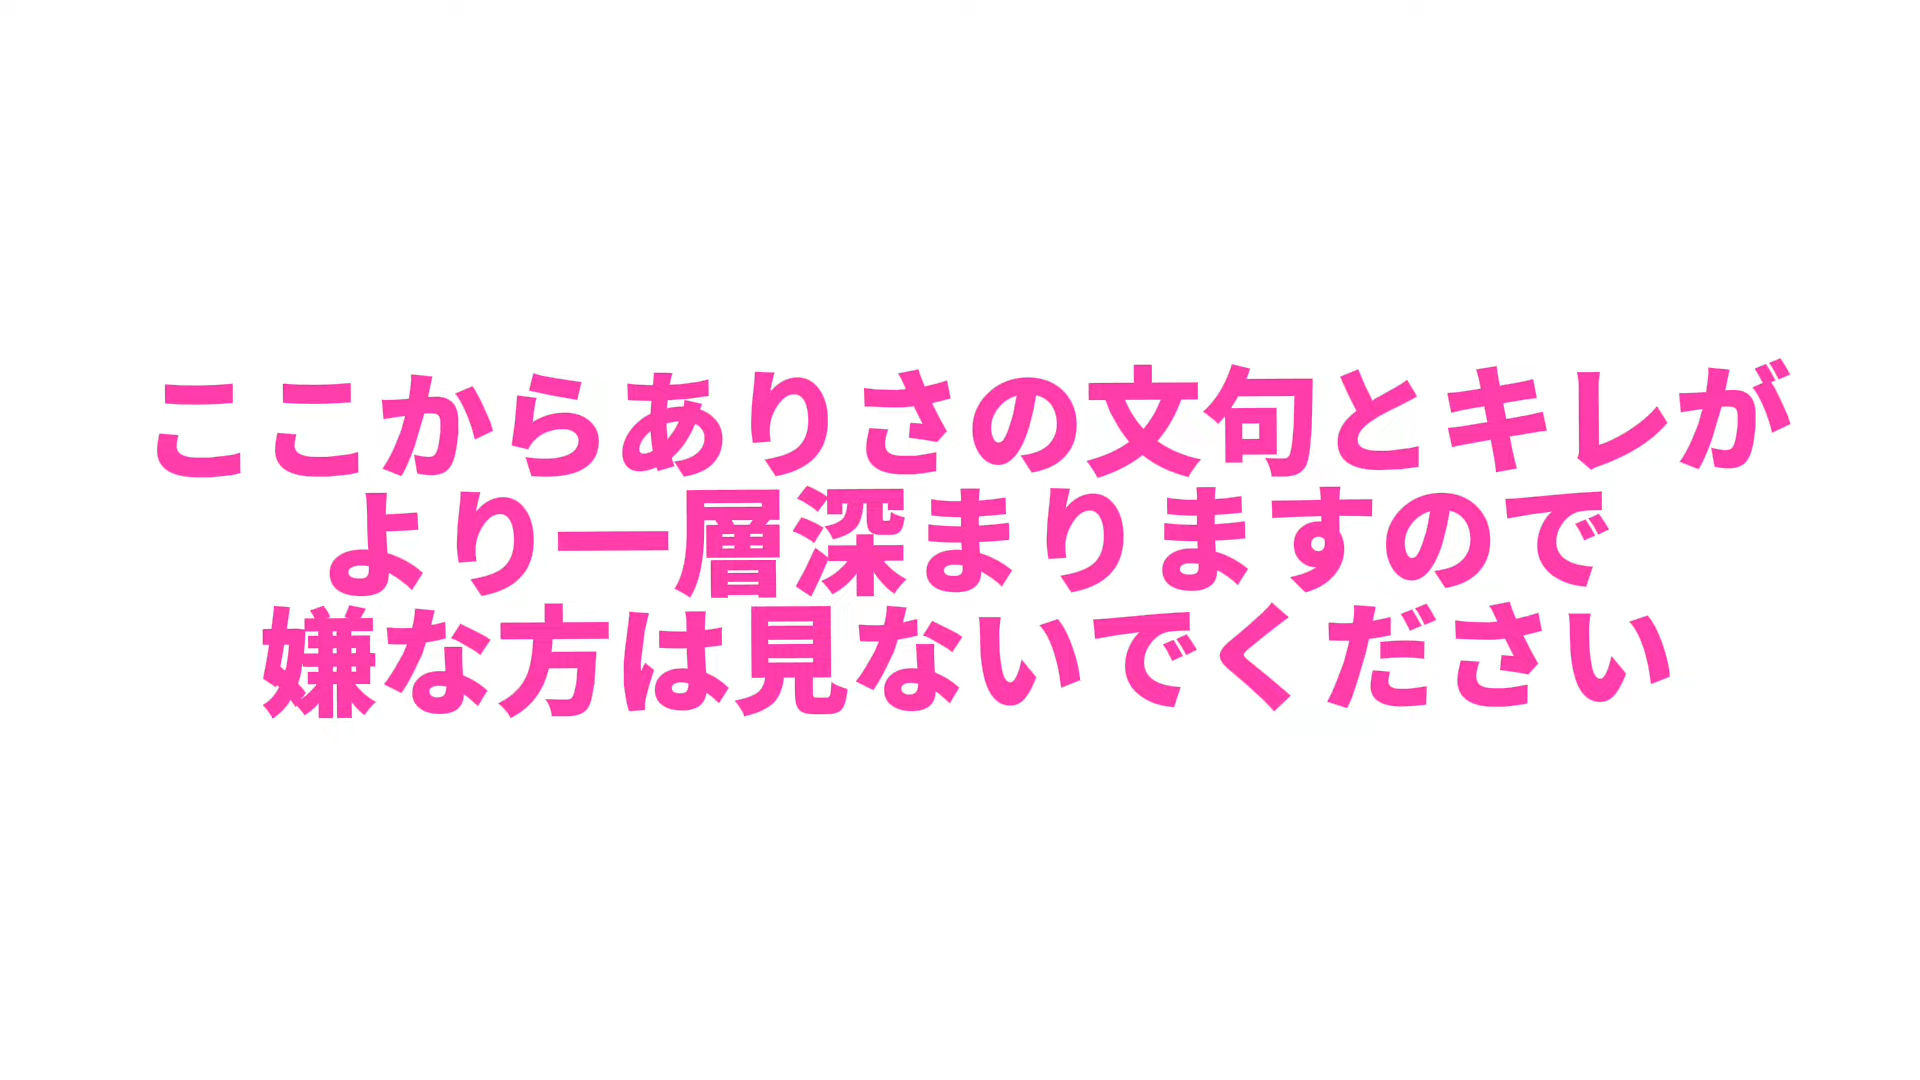 ここからありさの文句とキレが
より一層深まりますので
嫌な方は見ないでください